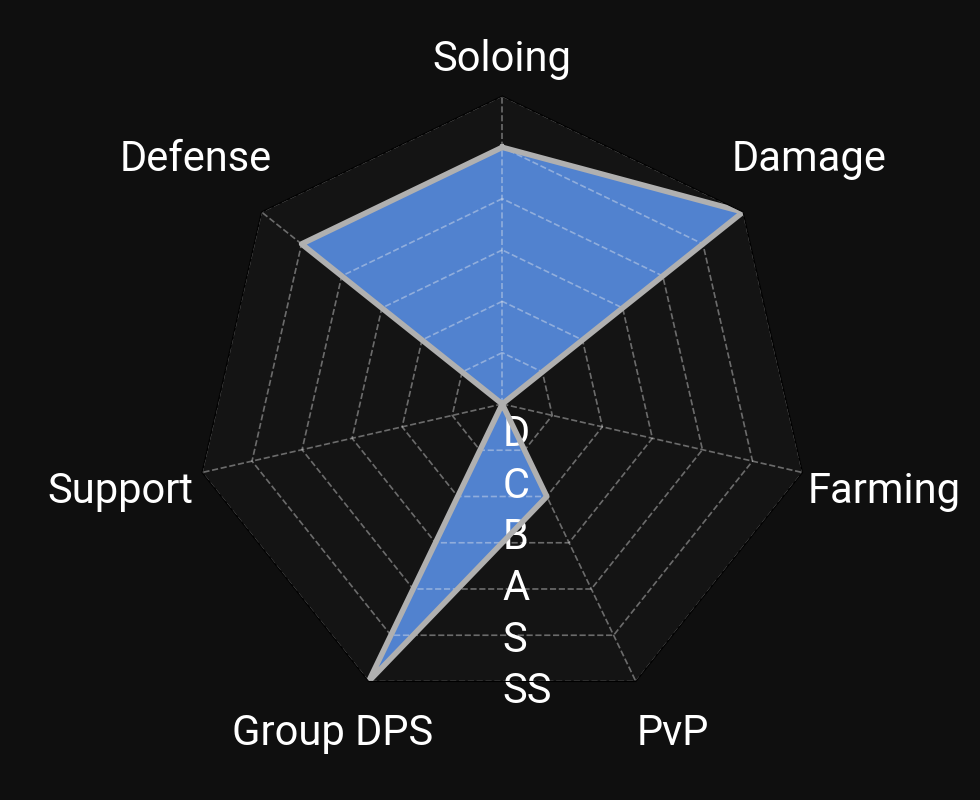 Soloing
Defense
Damage
D
C
Support
Farming
B
A
S
SS
Group DPS
PvP